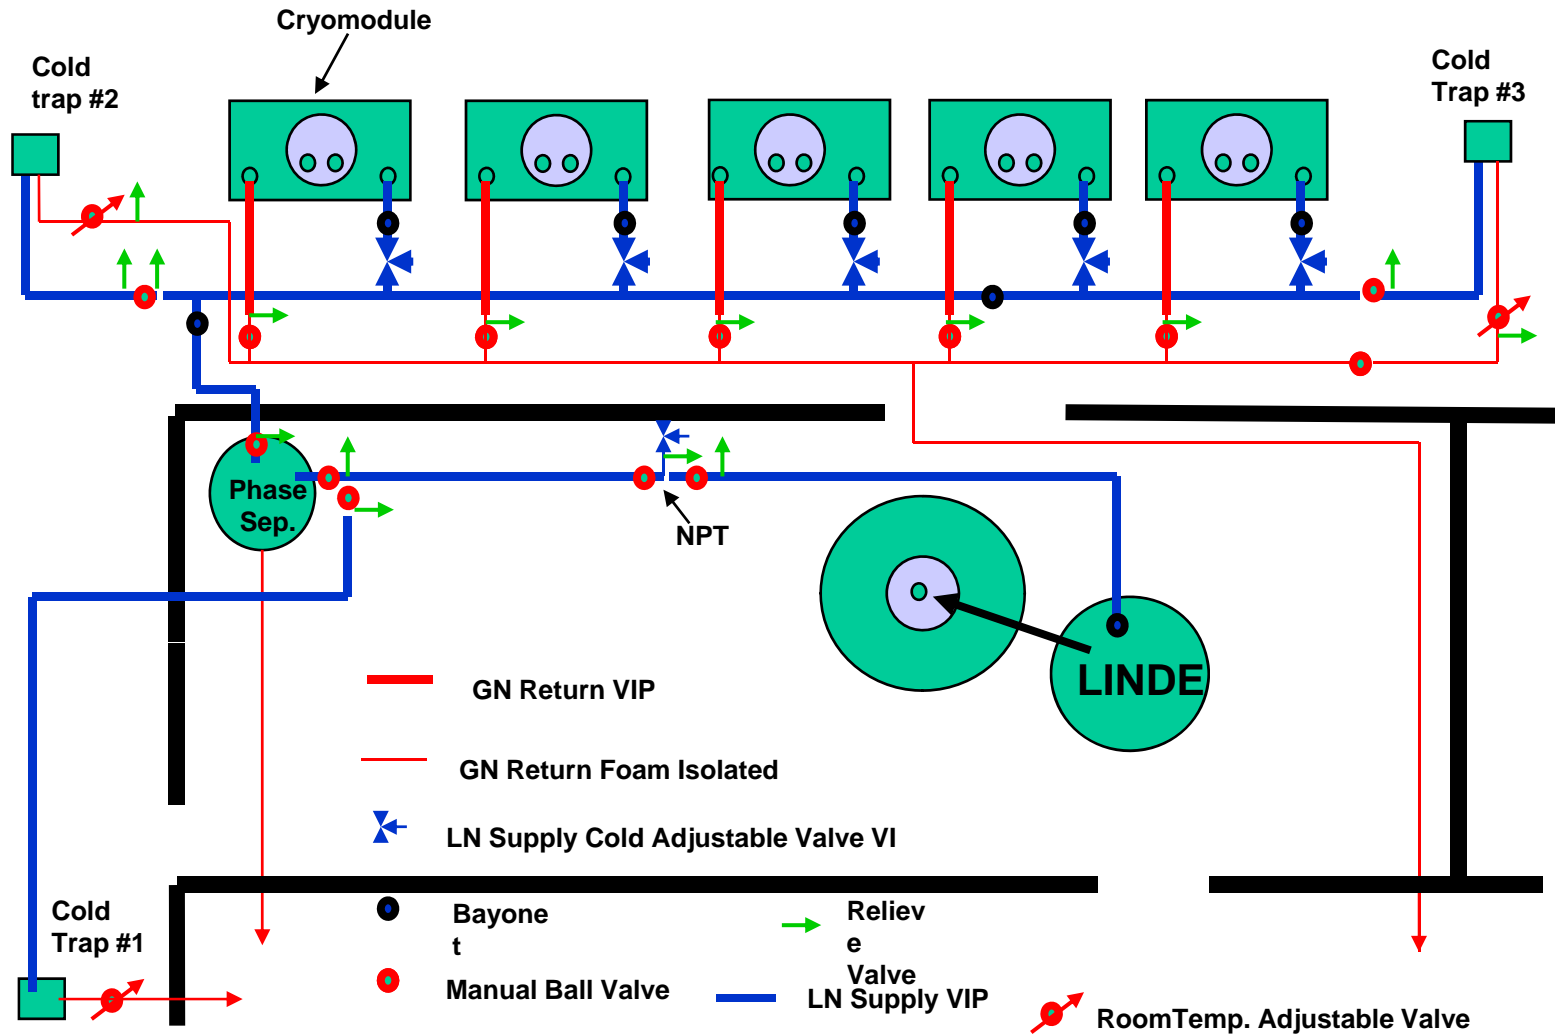 Cryomodule
Cold
trap #2
Cold
Trap #3
Phase
Sep.
NPT
LINDE
GN Return VIP
GN Return Foam Isolated
LN Supply Cold Adjustable Valve VI
Cold
Trap #1
Bayone
t
Reliev
e
Valve
Manual Ball Valve
LN Supply VIP
RoomTemp. Adjustable Valve